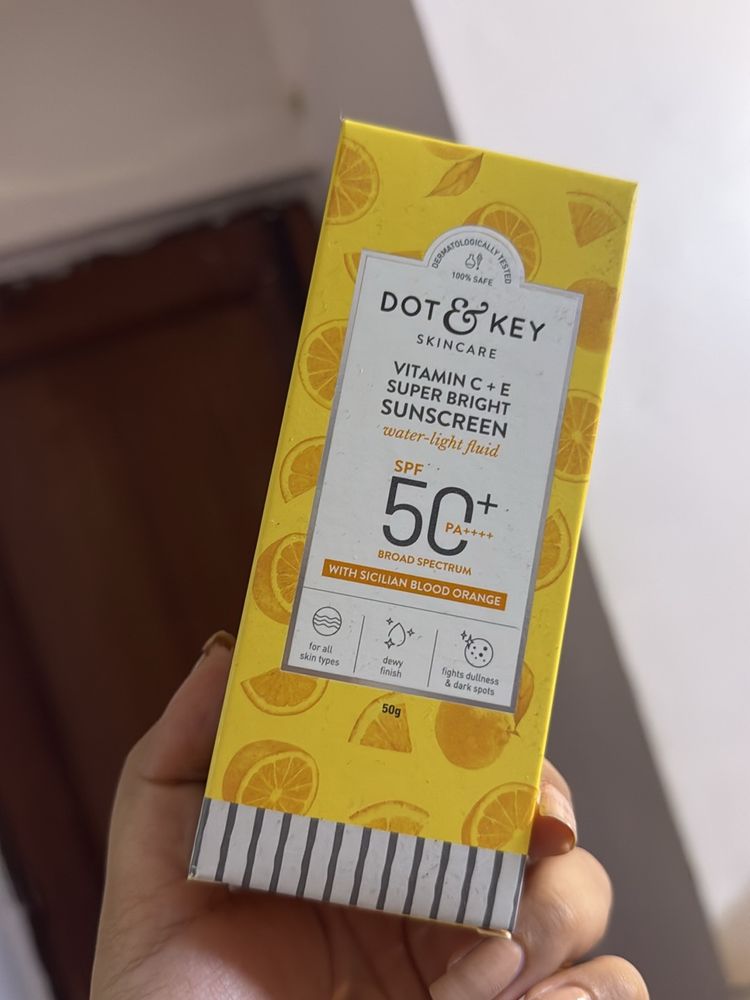 DERMATOLOGICALLY TESTED
100% SAFE
DOT & KEY
SKINCARE
VITAMIN C + E
SUPER BRIGHT
SUNSCREEN
water-light fluid
SPF
50+
PA++++
BROAD SPECTRUM
WITH SICILIAN BLOOD ORANGE
for all
skin types
dewy
finish
fights dullness
& dark spots
50g